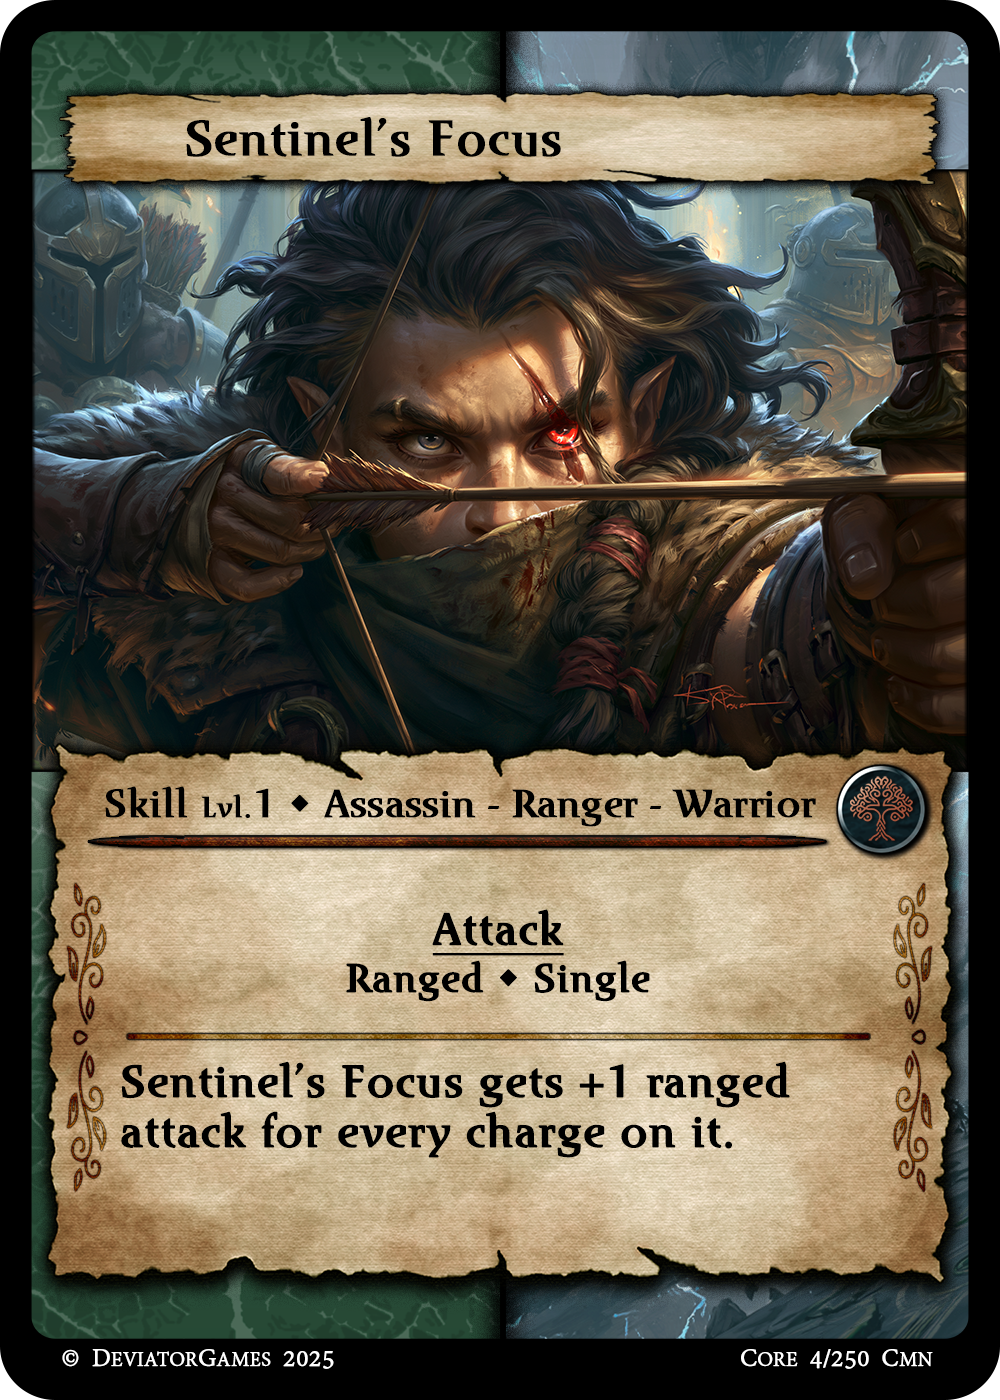 Sentinel's Focus
Skill Lvl.1 ♦ Assassin - Ranger - Warrior
Attack
Ranged ♦ Single
Sentinel's Focus gets +1 ranged
attack for every charge on it.
© DeviatorGames 2025
Core 4/250 Cmn